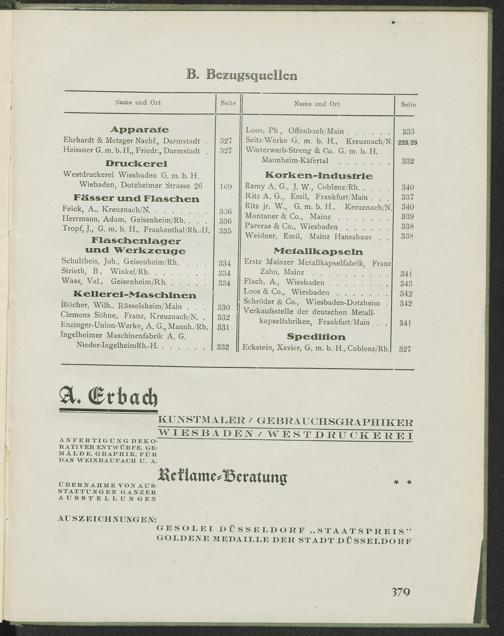 B. Bezugsquellen
Name und Ort
Seite
Apparate
Ehrhardt & Metzger Nachf., Darmstadt . 327
Heissner G. m. b. H., Friedr., Darmstadt . 327
Druckerei
Westdruckerei Wiesbaden G. m. b. H.
Wiebaden, Dotzheimer Strasse 26 169
Fässer und Flaschen
Feick, A., Kreuznach/N. . . . . . . 336
Herrmann, Adam, Geisenheim/Rh. . . . 336
Tropf, J., G. m. b. H., Frankenthal/Rh.-H. 335
Flaschenlager
und Werkzeuge
Schultheis, Joh., Geisenheim/Rh. . . . . 334
Strieth, B., Winkel/Rh. . . . . . . 334
Waas, Val., Geisenheim/Rh. . . . . . 334
Kellerei-Maschinen
Blöcher, Wilh., Rüsselsheim/Main . . . 330
Clemens Söhne, Franz, Kreuznach/N. . . 332
Enzinger-Union-Werke, A. G., Mannh./Rh. 331
Ingelheimer Maschinenfabrik A. G.
Nieder-IngelheimRh.-H. . . . . . . 332
Name und Ort
Seite
Loos, Ph., Offenbach/Main . . . . . . 333
Seitz-Werke G. m. b. H., Kreuznach/N. 228/29
Winterwerb-Streng & Co. G. m. b. H.
Mannheim-Käfertal . . . . . . . 332
Korken-Industrie
Remy A. G., J. W., Coblenz/Rh. . . . . 340
Ritz A. G., Emil, Frankfurt/Main . . . 337
Ritz jr. W., G. m. b. H., Kreuznach/N. 340
Montaner & Co., Mainz . . . . . . 339
Pareras & Co., Wiesbaden . . . . . 338
Weidner, Emil, Mainz Hansahaus . . 338
Metallkapseln
Erste Mainzer Metallkapselfabrik, Franz
Zahn, Mainz . . . . . . . . . 341
Flach, A., Wiesbaden . . . . . . . 343
Loos & Co., Wiesbaden . . . . . . 342
Schröder & Co., Wiesbaden-Dotzheim . 342
Verkaufsstelle der deutschen Metall-
kapselfabriken, Frankfurt/Main . . 341
Spedition
Eckstein, Xavier, G. m. b. H., Coblenz/Rh. 327
A. Erbach
KUNSTMALER / GEBRAUCHSGRAPHIKER
WIESBADEN / WESTDRUCKEREI
ANFERTIGUNG DEKO-
RATIVER ENTWÜRFE, GE-
MÄLDE, GRAPHIK, FÜR
DAS WEINBAUFACH U. A.
Reklame-Beratung
ÜBERNAHME VON AUS-
STATTUNGEN GANZER
AUSSTELLUNGEN
AUSZEICHNUNGEN:
GESOLEI DÜSSELDORF „STAATSPREIS"
GOLDENE MEDAILLE DER STADT DÜSSELDORF
379